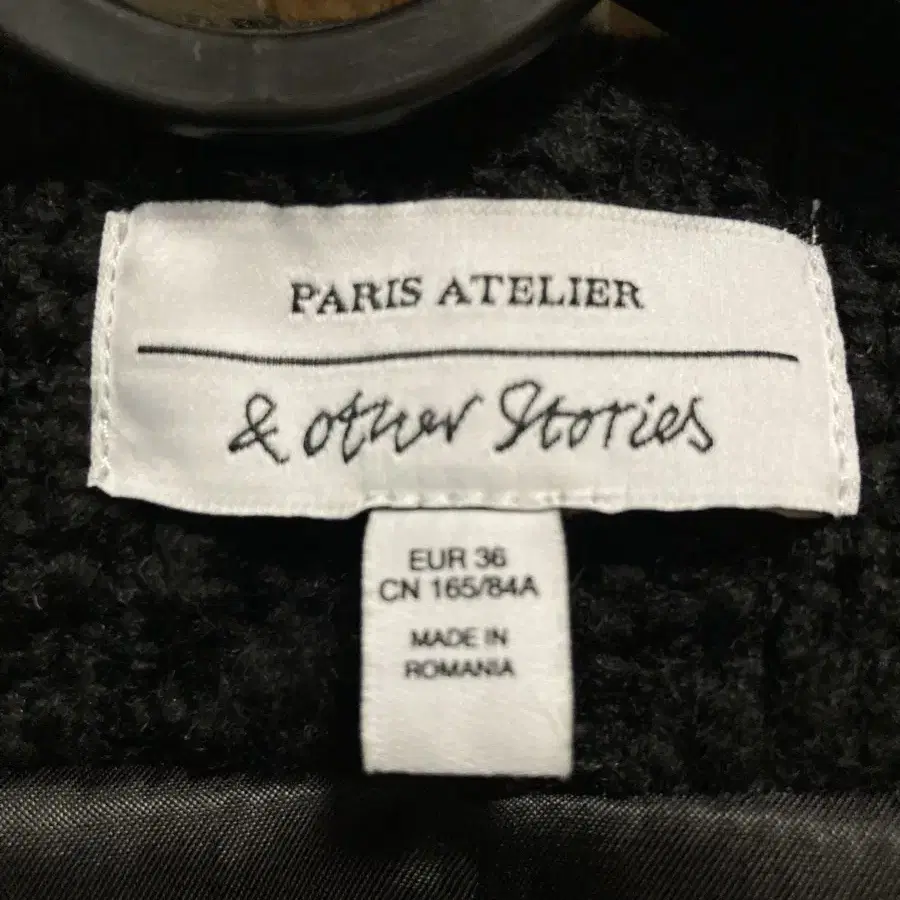 PARIS ATELIER
& other Stories
EUR 36
CN 165/84A
MADE IN
ROMANIA